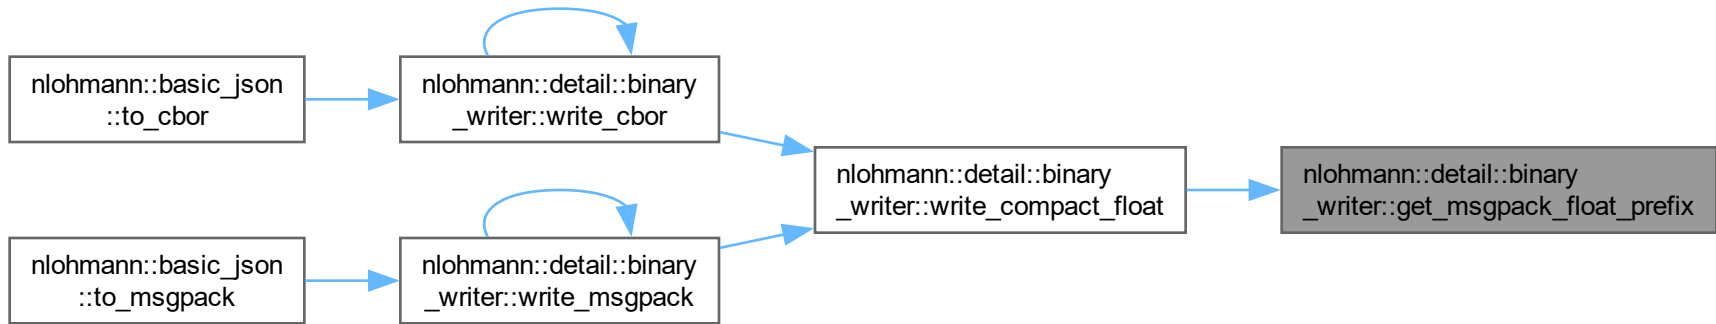 nlohmann::basic_json
::to_cbor
nlohmann::detail::binary
_writer::write_cbor
nlohmann::detail::binary
_writer::write_compact_float
nlohmann::detail::binary
_writer::get_msgpack_float_prefix
nlohmann::basic_json
::to_msgpack
nlohmann::detail::binary
_writer::write_msgpack